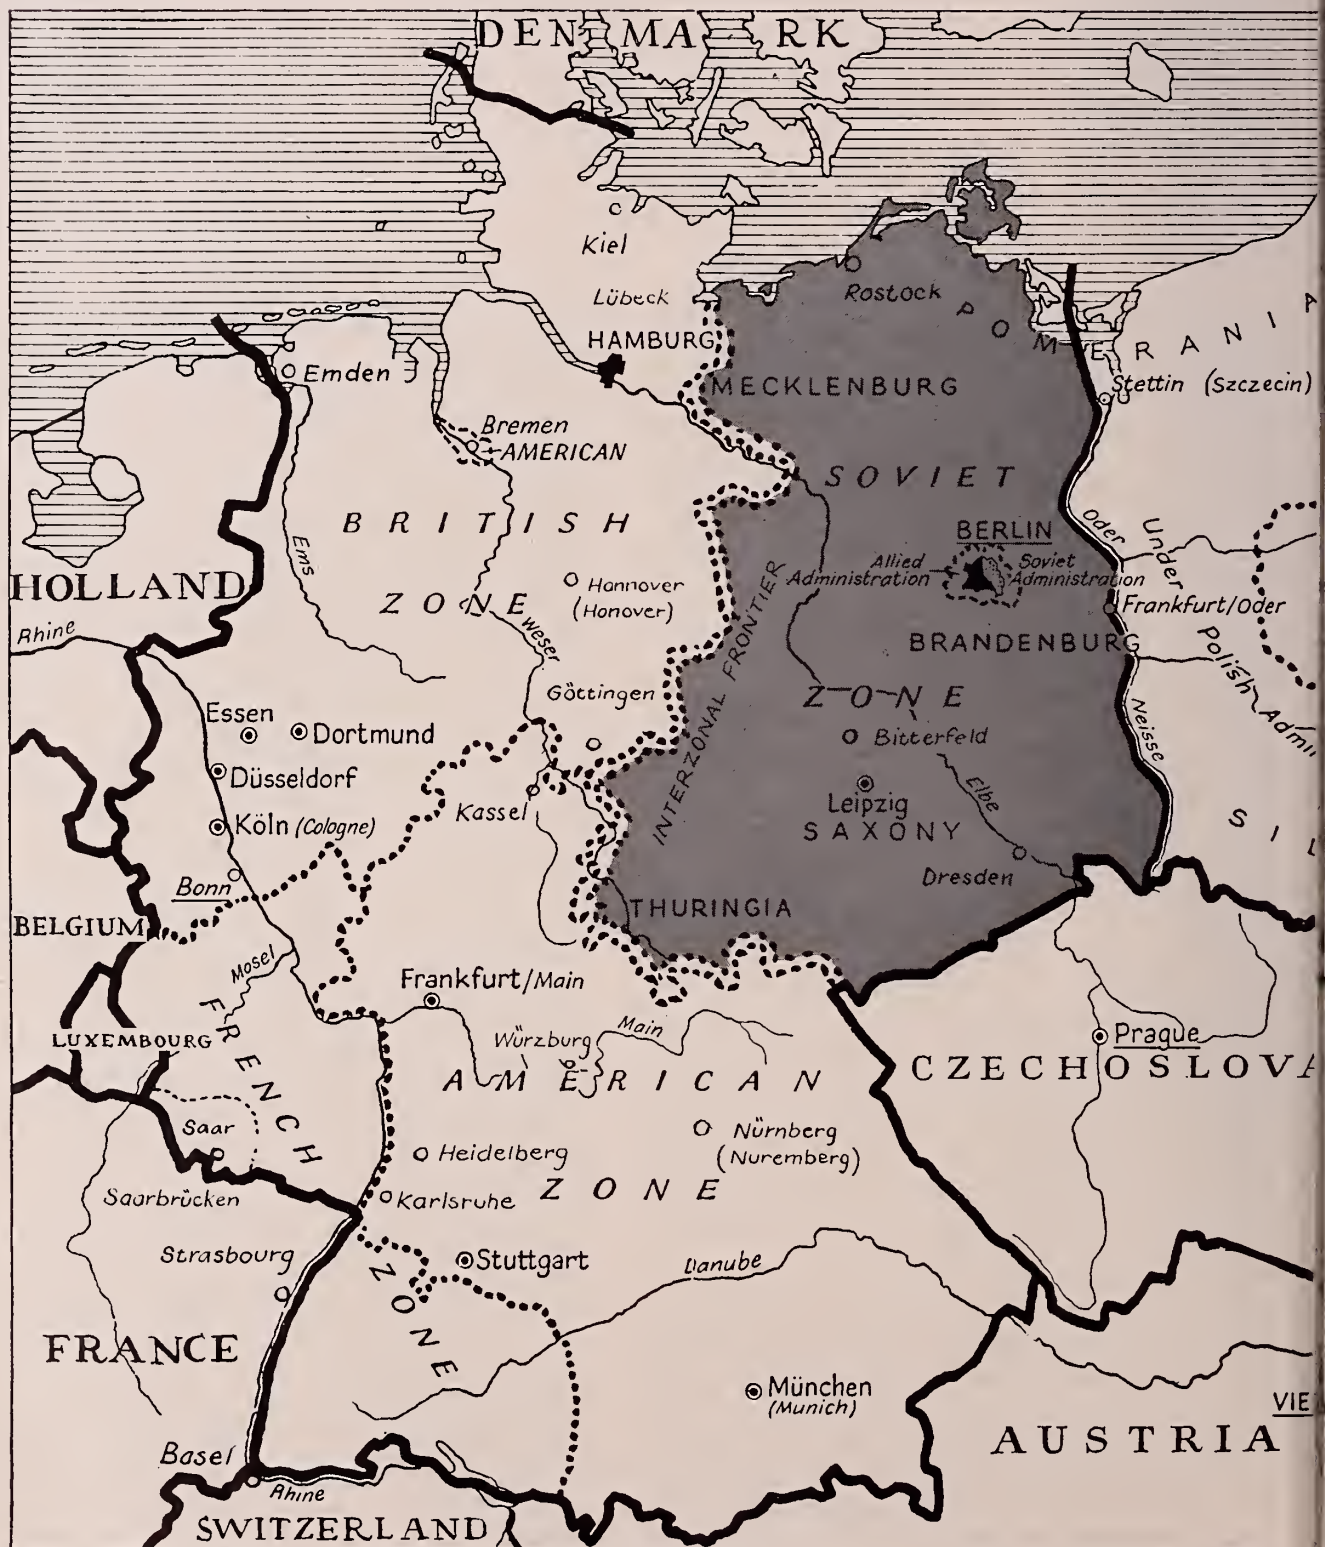 DENMARK
Kiel
Lübeck
HAMBURG
Rostock
POMERANIA
Emden
MECKLENBURG
Stettin (Szczecin)
Bremen
AMERICAN
SOVIET
BRITISH
BERLIN
Oder
Under
Ems
Allied
Administration
Soviet
Administration
HOLLAND
Hannover
(Honover)
ZONE
Frankfurt/Oder
Rhine
Weser
INTERZONAL FRONTIER
BRANDENBURG
Polish Admi
Göttingen
ZONE
Essen
Dortmund
Bitterfeld
Neisse
Düsseldorf
Leipzig
Elbe
Kassel
Köln (Cologne)
SAXONY
SIL
Bonn
Dresden
BELGIUM
THURINGIA
Mosel
Frankfurt/Main
FRENCH
Main
LUXEMBOURG
Würzburg
Prague
AMERICAN
CZECHOSLOVA
Saar
Nürnberg
(Nuremberg)
Heidelberg
ZONE
Saarbrücken
Karlsruhe
Strasbourg
Stuttgart
Danube
ZONE
FRANCE
München
(Munich)
VIE
AUSTRIA
Basel
Rhine
SWITZERLAND